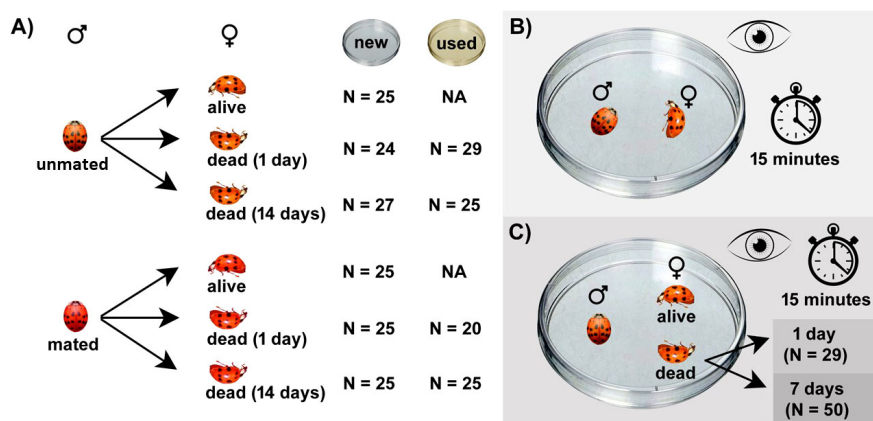 A) ♂ ♀ new used
alive N = 25 NA
unmated dead (1 day) N = 24 N = 29
dead (14 days) N = 27 N = 25
alive N = 25 NA
mated dead (1 day) N = 25 N = 20
dead (14 days) N = 25 N = 25
B)
♂ ♀
15 minutes
C)
♀
♂
15 minutes
alive
dead
1 day
(N = 29)
7 days
(N = 50)